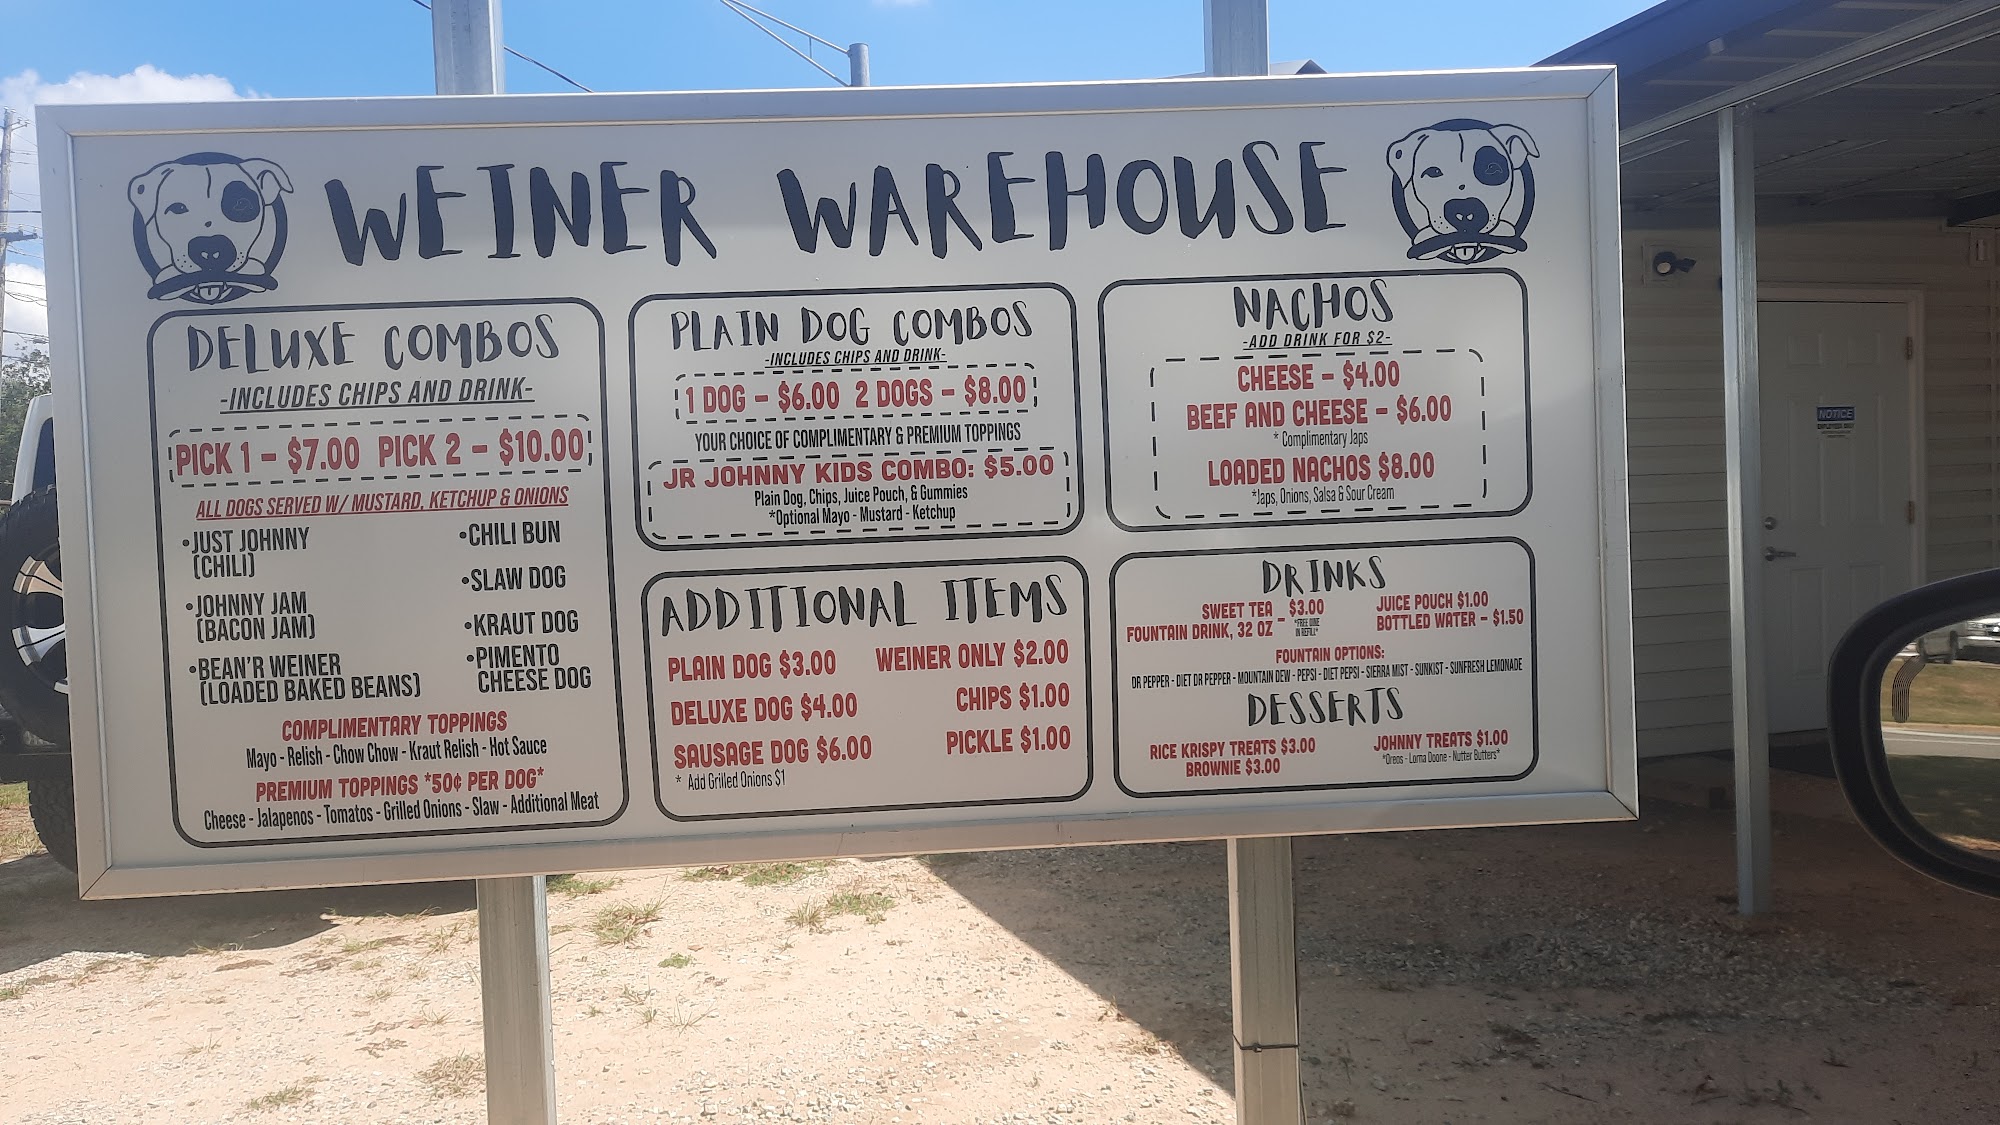 WEINER WAREHOUSE
DELUXE COMBOS
-INCLUDES CHIPS AND DRINK-
PICK 1 - $7.00 PICK 2 - $10.00
ALL DOGS SERVED W/ MUSTARD, KETCHUP & ONIONS
•JUST JOHNNY
(CHILI)
•JOHNNY JAM
(BACON JAM)
•BEAN'R WEINER
(LOADED BAKED BEANS)
•CHILI BUN
•SLAW DOG
•KRAUT DOG
•PIMENTO
CHEESE DOG
COMPLIMENTARY TOPPINGS
Mayo - Relish - Chow Chow - Kraut Relish - Hot Sauce
PREMIUM TOPPINGS *50¢ PER DOG*
Cheese - Jalapenos - Tomatos - Grilled Onions - Slaw - Additional Meat
PLAIN DOG COMBOS
-INCLUDES CHIPS AND DRINK-
1 DOG - $6.00 2 DOGS - $8.00
YOUR CHOICE OF COMPLIMENTARY & PREMIUM TOPPINGS
JR JOHNNY KIDS COMBO: $5.00
Plain Dog, Chips, Juice Pouch, & Gummies
*Optional Mayo - Mustard - Ketchup
ADDITIONAL ITEMS
PLAIN DOG $3.00
DELUXE DOG $4.00
SAUSAGE DOG $6.00
* Add Grilled Onions $1
WEINER ONLY $2.00
CHIPS $1.00
PICKLE $1.00
NACHOS
-ADD DRINK FOR $2-
CHEESE - $4.00
BEEF AND CHEESE - $6.00
* Complimentary Japs
LOADED NACHOS $8.00
*Japs, Onions, Salsa & Sour Cream
DRINKS
SWEET TEA
FOUNTAIN DRINK, 32 OZ - $3.00
*FREE DINE
IN REFILL*
JUICE POUCH $1.00
BOTTLED WATER - $1.50
FOUNTAIN OPTIONS:
DR PEPPER - DIET DR PEPPER - MOUNTAIN DEW - PEPSI - DIET PEPSI - SIERRA MIST - SUNKIST - SUNFRESH LEMONADE
DESSERTS
RICE KRISPY TREATS $3.00
BROWNIE $3.00
JOHNNY TREATS $1.00
*Oreos - Lorna Doone - Nutter Butters*
NOTICE
EMPLOYEES ONLY